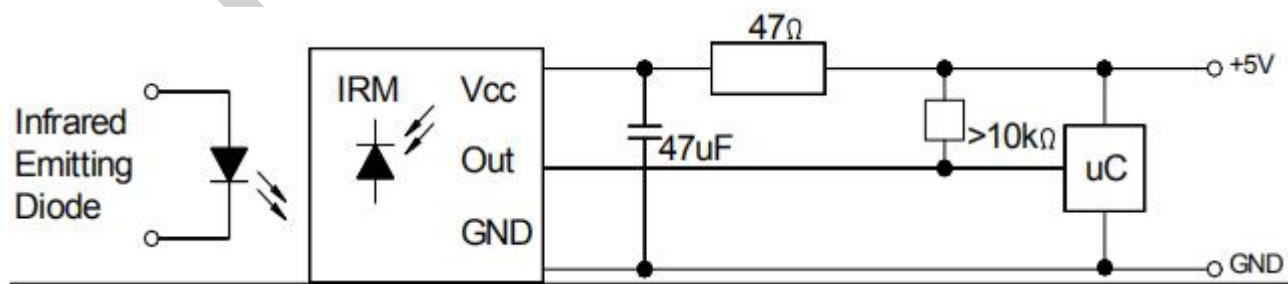 Infrared
Emitting
Diode
IRM
Vcc
Out
GND
47uF
47Ω
>10kΩ
uC
+5V
GND